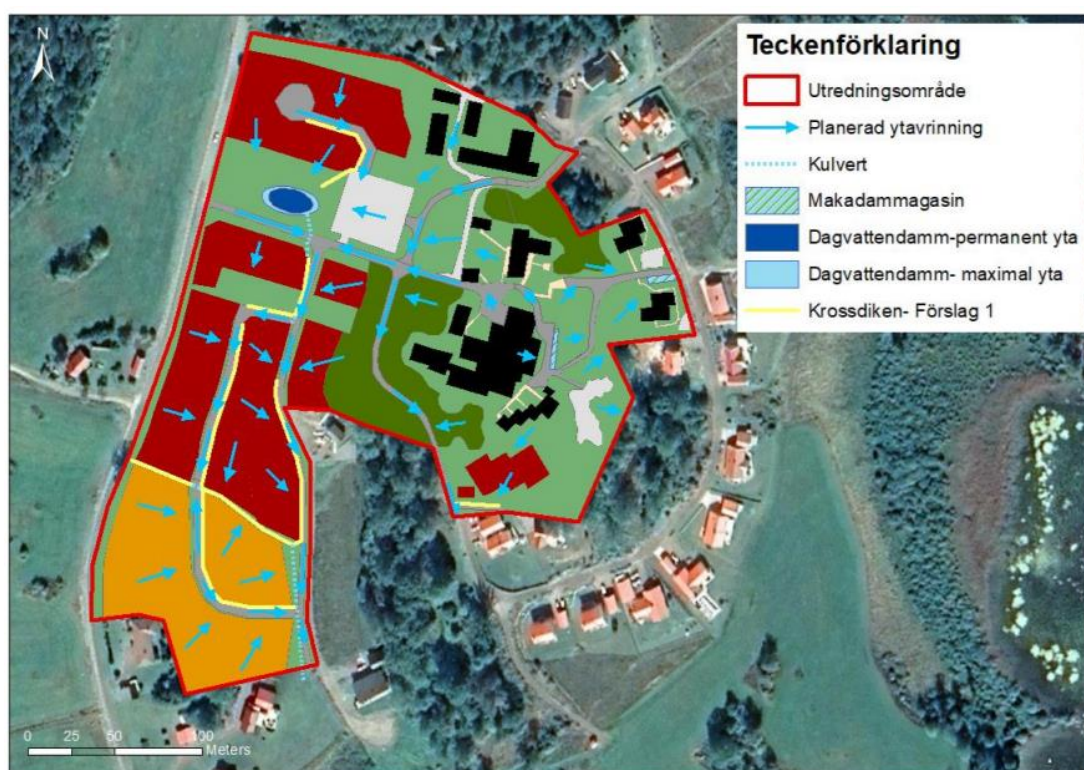 N
Teckenförklaring
Utredningsområde
Planerad ytavrinning
Kulvert
Makadammagasin
Dagvattendamm-permanent yta
Dagvattendamm- maximal yta
Krossdiken- Förslag 1
0 25 50 100
Meters